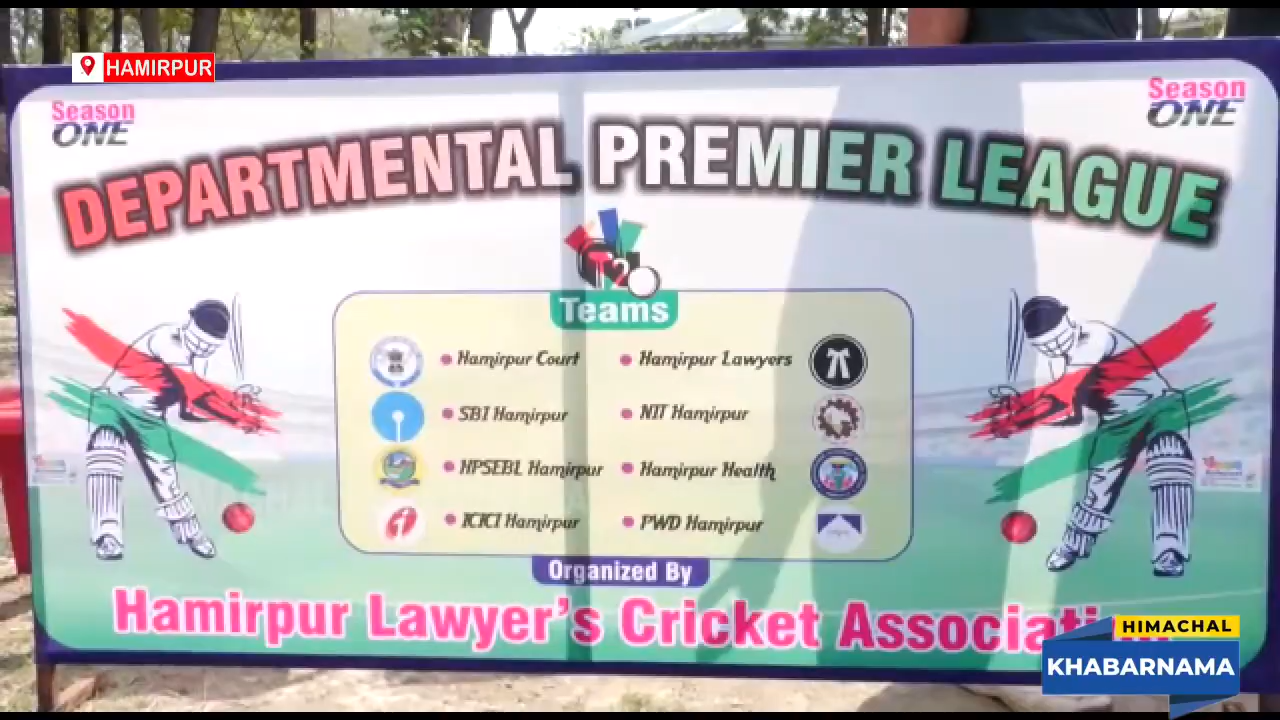 HAMIRPUR
Season
ONE
Season
ONE
DEPARTMENTAL PREMIER LEAGUE
T20
Teams
Hamirpur Court
Hamirpur Lawyers
SBI Hamirpur
NIT Hamirpur
HPSEBL Hamirpur
Hamirpur Health
ICICI Hamirpur
PWD Hamirpur
Organized By
Hamirpur Lawyer's Cricket Associati
HIMACHAL
KHABARNAMA